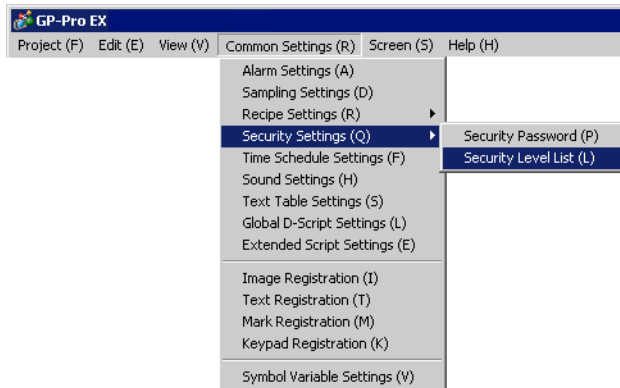 GP-Pro EX
Project (F) Edit (E) View (V) Common Settings (R) Screen (S) Help (H)
Alarm Settings (A)
Sampling Settings (D)
Recipe Settings (R)
Security Settings (Q)
Security Password (P)
Security Level List (L)
Time Schedule Settings (F)
Sound Settings (H)
Text Table Settings (S)
Global D-Script Settings (L)
Extended Script Settings (E)
Image Registration (I)
Text Registration (T)
Mark Registration (M)
Keypad Registration (K)
Symbol Variable Settings (V)